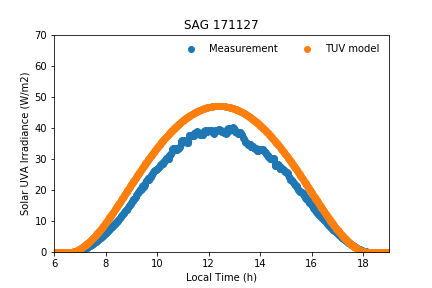 SAG 171127
Measurement TUV model
Solar UVA Irradiance (W/m2)
70
60
50
40
30
20
10
0
6 8 10 12 14 16 18
Local Time (h)